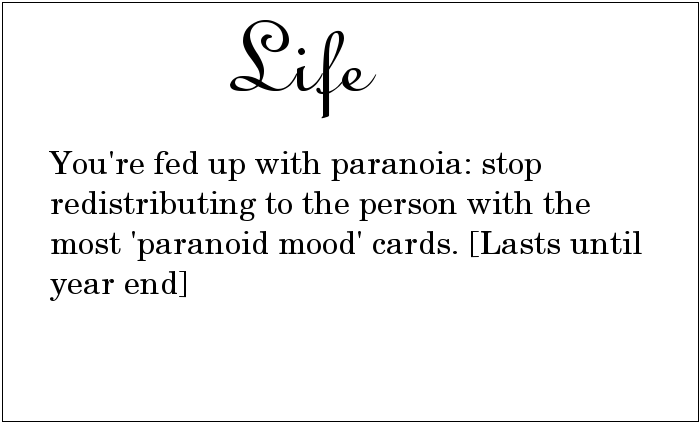 Life
You're fed up with paranoia: stop
redistributing to the person with the
most 'paranoid mood' cards. [Lasts until
year end]